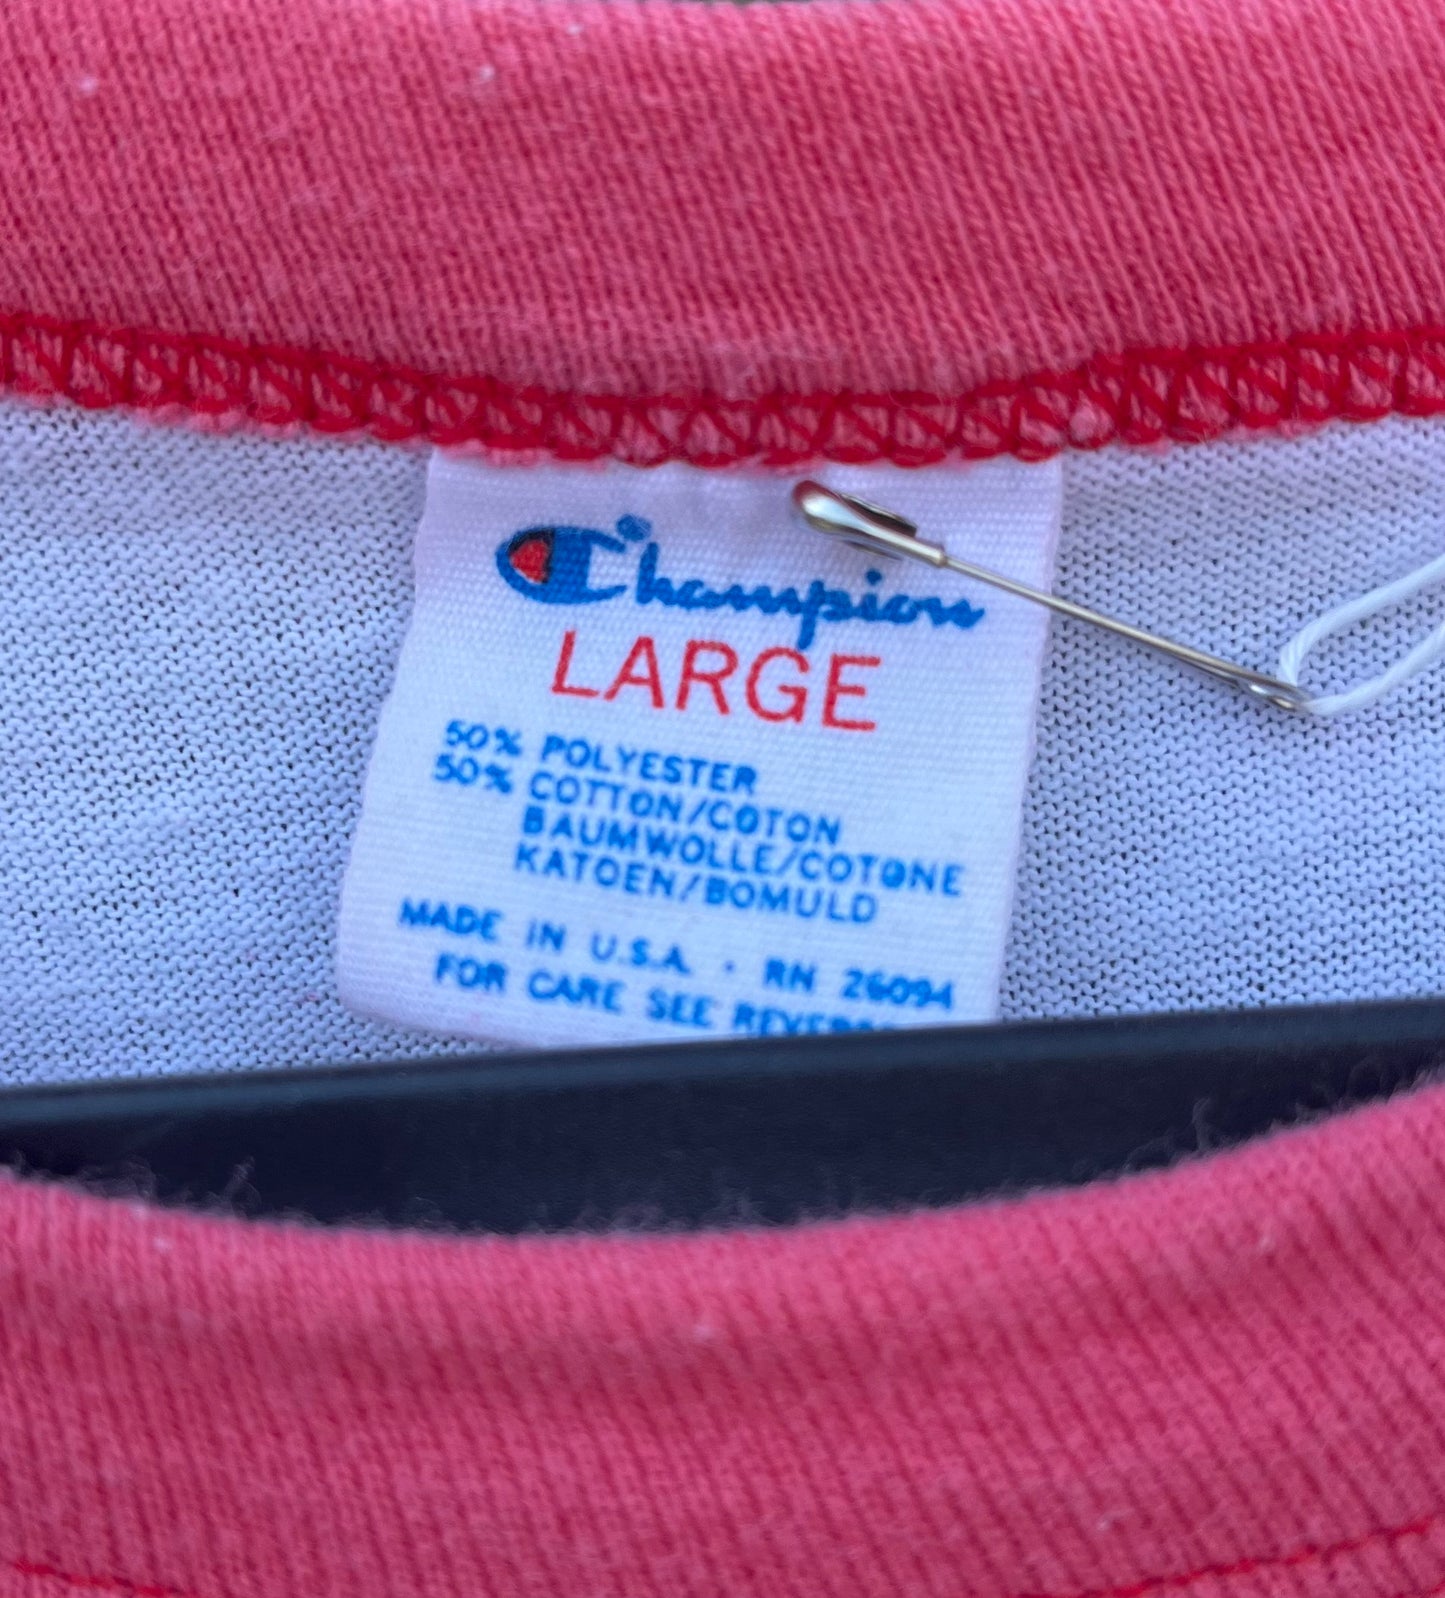 Champion
LARGE
50% POLYESTER
50% COTTON/COTON
BAUMWOLLE/COTONE
KATOEN/BOMULD
MADE IN U.S.A. · RN 26094
FOR CARE SEE